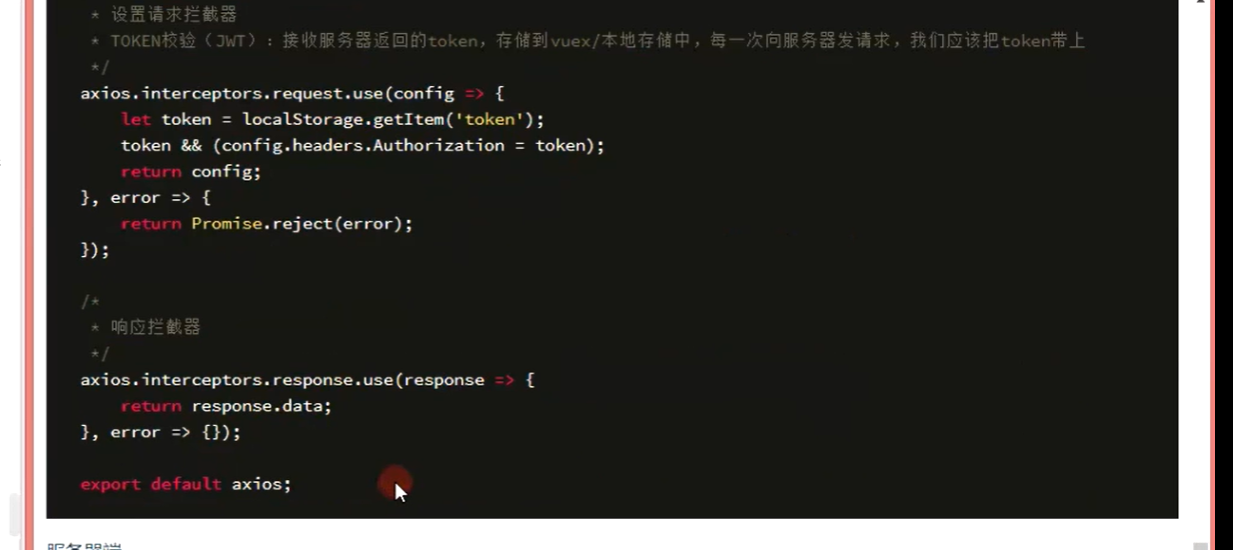 * 设置请求拦截器
* TOKEN校验（JWT）：接收服务器返回的token，存储到vuex/本地存储中，每一次向服务器发请求，我们应该把token带上
*/
axios.interceptors.request.use(config => {
    let token = localStorage.getItem('token');
    token && (config.headers.Authorization = token);
    return config;
}, error => {
    return Promise.reject(error);
});
/*
* 响应拦截器
*/
axios.interceptors.response.use(response => {
    return response.data;
}, error => {});
export default axios;
服务器端